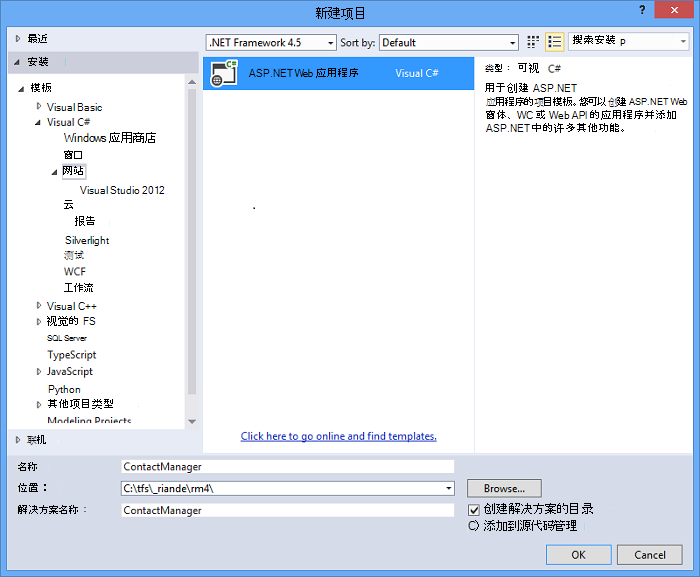 新建项目
?
最近
安装
模板
Visual Basic
Visual C#
Windows 应用商店
窗口
网站
Visual Studio 2012
云
报告
Silverlight
测试
WCF
工作流
Visual C++
视觉的 FS
SQL Server
TypeScript
JavaScript
Python
其他项目类型
Modeling Projects
联机
.NET Framework 4.5
Sort by: Default
搜索安装 p
ASP.NET Web 应用程序 Visual C#
Click here to go online and find templates.
类型： 可视 C#
用于创建 ASP.NET
应用程序的项目模板。您可以创建 ASP.NET Web
窗体、WC 或 Web API 的应用程序并添加
ASP.NET 中的许多其他功能。
名称 ContactManager
位置： C:\tfs\_riande\rm4\ Browse...
解决方案名称： ContactManager
创建解决方案的目录
添加到源代码管理
OK Cancel